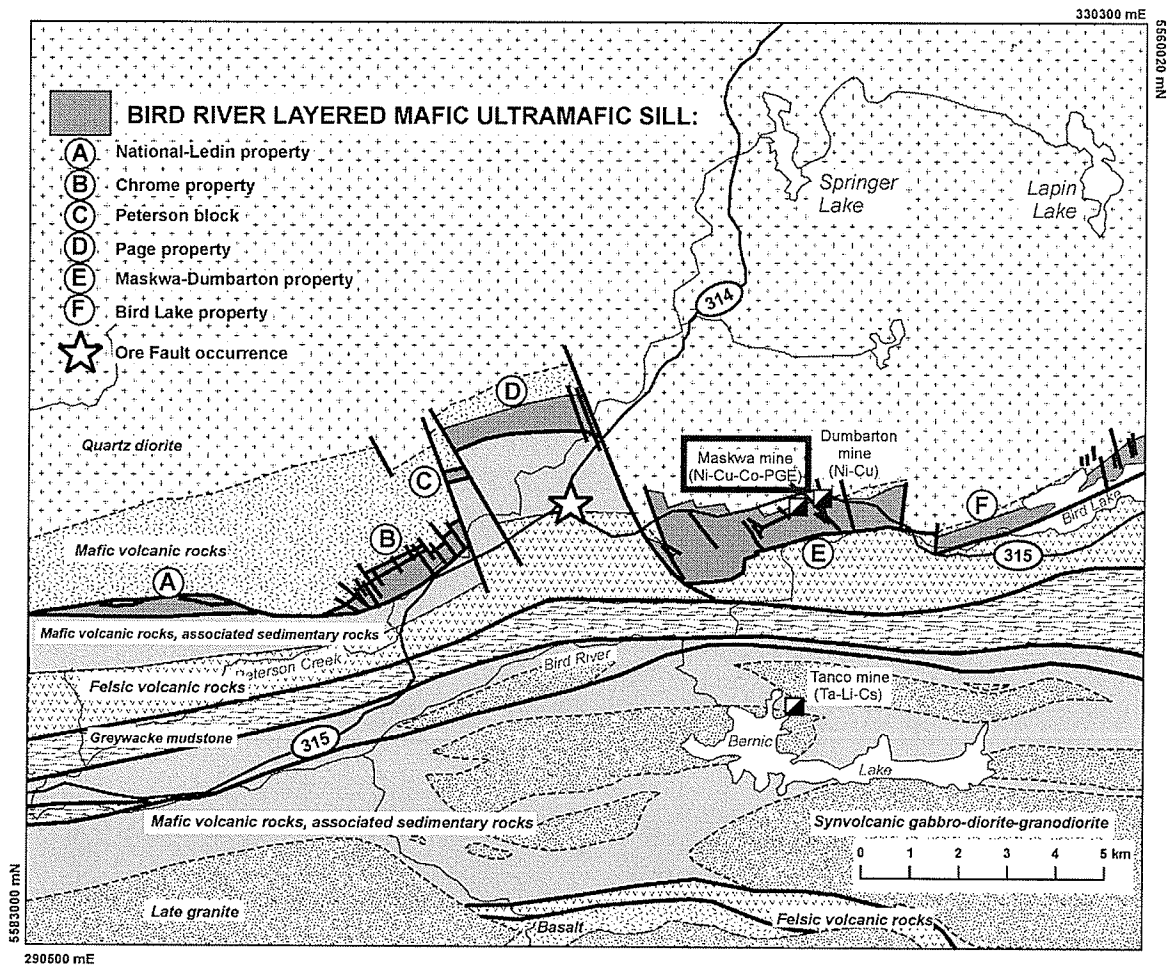 330300 mE
566020 mN
BIRD RIVER LAYERED MAFIC ULTRAMAFIC SILL:
A National-Ledin property
B Chrome property
C Peterson block
D Page property
E Maskwa-Dumbarton property
F Bird Lake property
Ore Fault occurrence
Springer
Lake
Lapin
Lake
314
Quartz diorite
D
C
B
A
Maskwa mine
(Ni-Cu-Co-PGE)
Dumbarton
mine
(Ni-Cu)
E
F
Bird Lake
315
Mafic volcanic rocks
Mafic volcanic rocks, associated sedimentary rocks
Peterson Creek
Felsic volcanic rocks
Greywacke mudstone
Bird River
315
Tanco mine
(Ta-Li-Cs)
Bernic
Lake
Mafic volcanic rocks, associated sedimentary rocks
Synvolcanic gabbro-diorite-granodiorite
0 1 2 3 4 5 km
Late granite
Basalt
Felsic volcanic rocks
5583000 mN
290500 mE